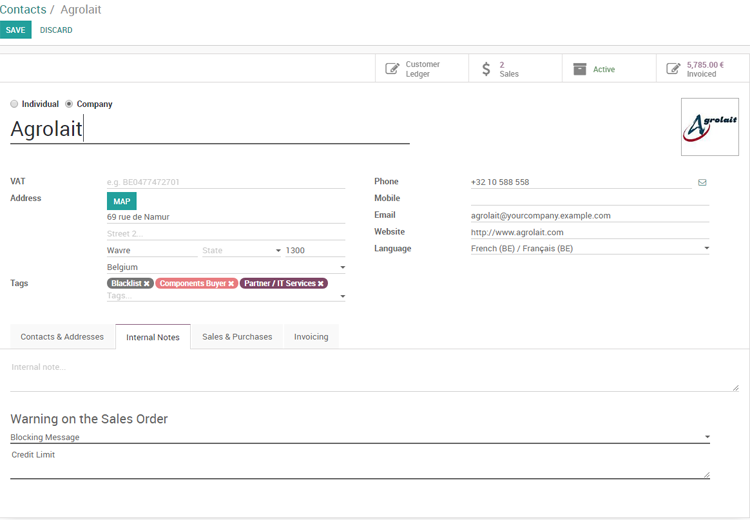 Contacts / Agrolait
SAVE DISCARD
Customer Ledger
2 Sales
Active
5,785.00 € Invoiced
Individual Company
Agrolait
Agrolait
VAT e.g. BE0477472701
Address MAP
69 rue de Namur
Street 2...
Wavre State 1300
Belgium
Tags Blacklist Components Buyer Partner / IT Services
Tags...
Phone +32 10 588 558
Mobile
Email agrolait@yourcompany.example.com
Website http://www.agrolait.com
Language French (BE) / Français (BE)
Contacts & Addresses Internal Notes Sales & Purchases Invoicing
Internal note...
Warning on the Sales Order
Blocking Message
Credit Limit